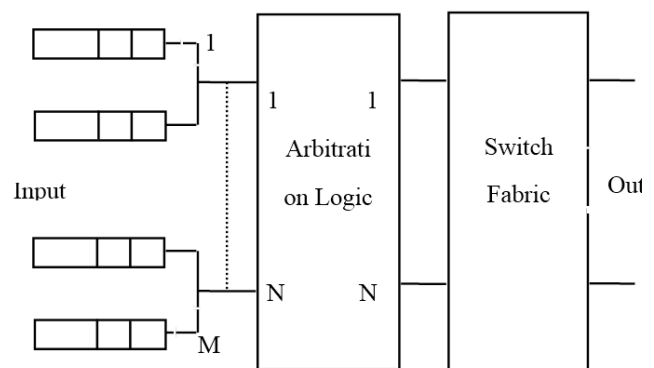 1
1
1
Arbitrati
on Logic
Switch
Fabric
Input
Out
N
N
M